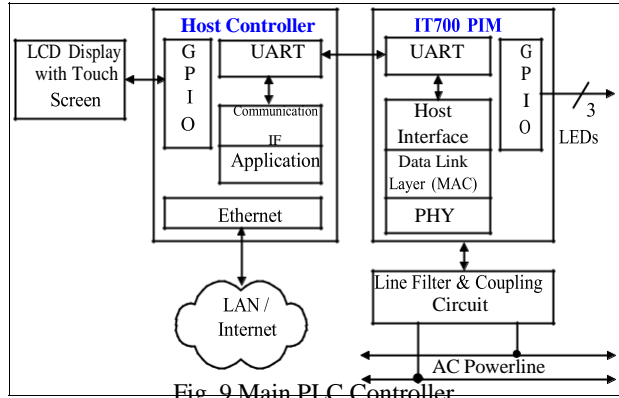 Host Controller
IT700 PIM
LCD Display
with Touch
Screen
G
P
I
O
UART
Communication
IF
Application
Ethernet
LAN /
Internet
UART
Host
Interface
Data Link
Layer (MAC)
PHY
G
P
I
O
3
LEDs
Line Filter & Coupling
Circuit
AC Powerline
Fig. 9 Main PLC Controller